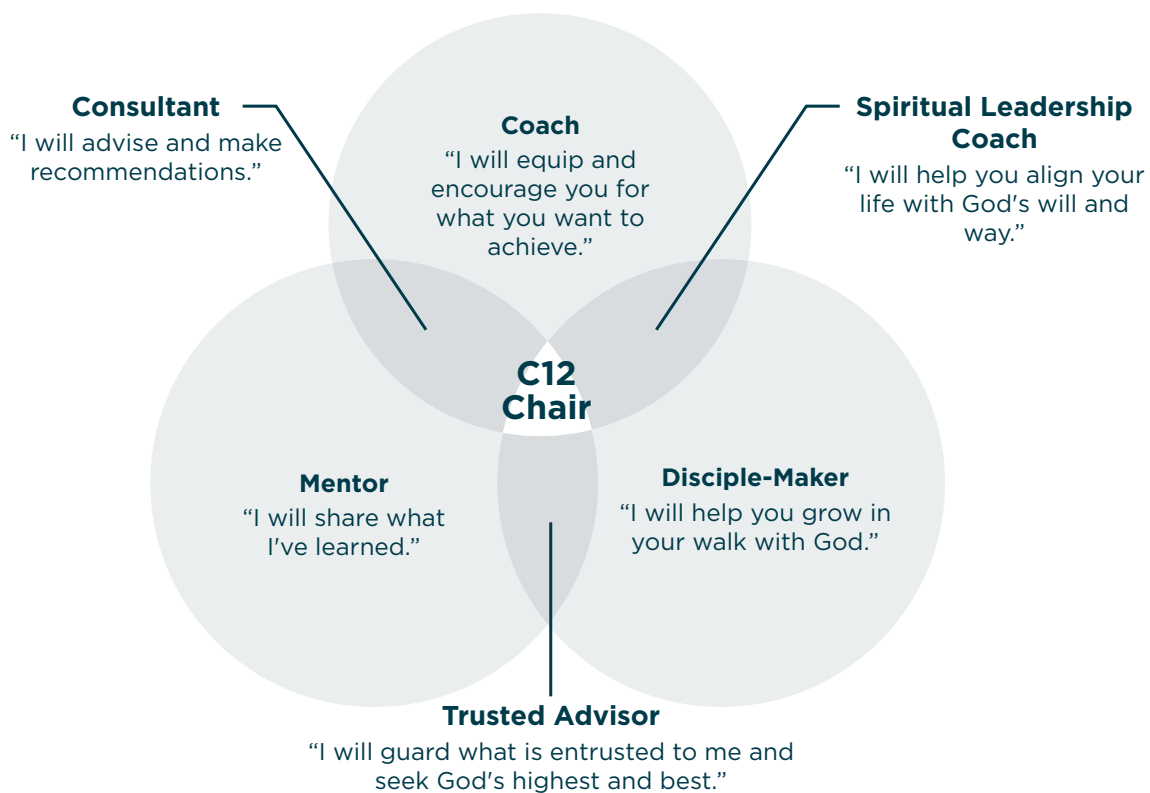 Consultant
“I will advise and make
recommendations.”
Coach
“I will equip and
encourage you for
what you want to
achieve.”
Spiritual Leadership
Coach
“I will help you align your
life with God's will and
way.”
C12
Chair
Mentor
“I will share what
I've learned.”
Disciple-Maker
“I will help you grow in
your walk with God.”
Trusted Advisor
“I will guard what is entrusted to me and
seek God's highest and best.”